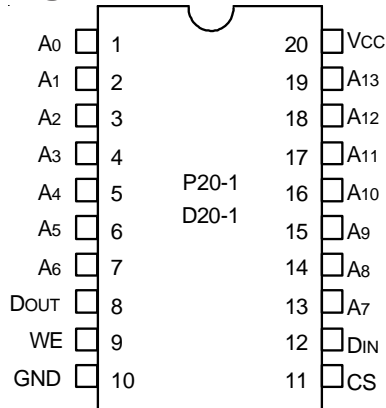 A0 1 20 VCC
A1 2 19 A13
A2 3 18 A12
A3 4 17 A11
A4 5 P20-1 16 A10
A5 6 D20-1 15 A9
A6 7 14 A8
DOUT 8 13 A7
WE 9 12 DIN
GND 10 11 CS